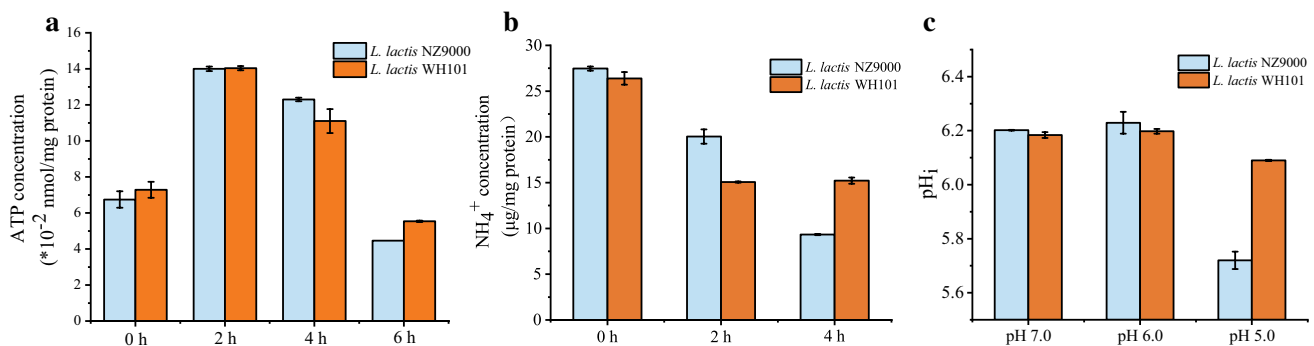 a
ATP concentration
(*10⁻² nmol/mg protein)
16
14
12
10
8
6
4
2
0
L. lactis NZ9000
L. lactis WH101
0 h
2 h
4 h
6 h
b
NH₄⁺ concentration
(μg/mg protein)
30
25
20
15
10
5
0
L. lactis NZ9000
L. lactis WH101
0 h
2 h
4 h
c
pHi
6.4
6.2
6.0
5.8
5.6
L. lactis NZ9000
L. lactis WH101
pH 7.0
pH 6.0
pH 5.0